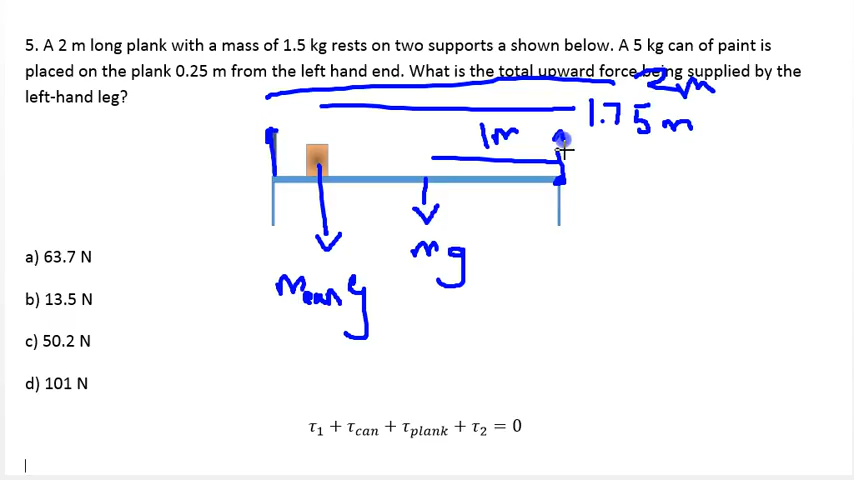 5. A 2 m long plank with a mass of 1.5 kg rests on two supports a shown below. A 5 kg can of paint is
placed on the plank 0.25 m from the left hand end. What is the total upward force being supplied by the
left-hand leg?
2m
1.75 m
1m
mg
mcang
a) 63.7 N
b) 13.5 N
c) 50.2 N
d) 101 N
τ₁ + τcan + τplank + τ₂ = 0